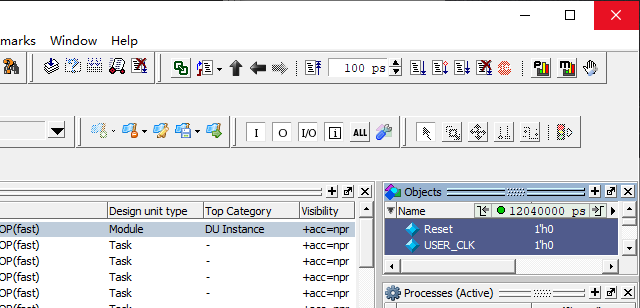 marks Window Help
100 ps
I O I/O i ALL
Objects
Design unit type Top Category Visibility
Name 12040000 ps
OP(fast) Module DU Instance +acc=npr
Reset 1'h0
OP(fast) Task - +acc=npr
USER_CLK 1'h0
OP(fast) Task - +acc=npr
OP(fast) Task - +acc=npr
Processes (Active)
OP(fast) Task - +acc=npr